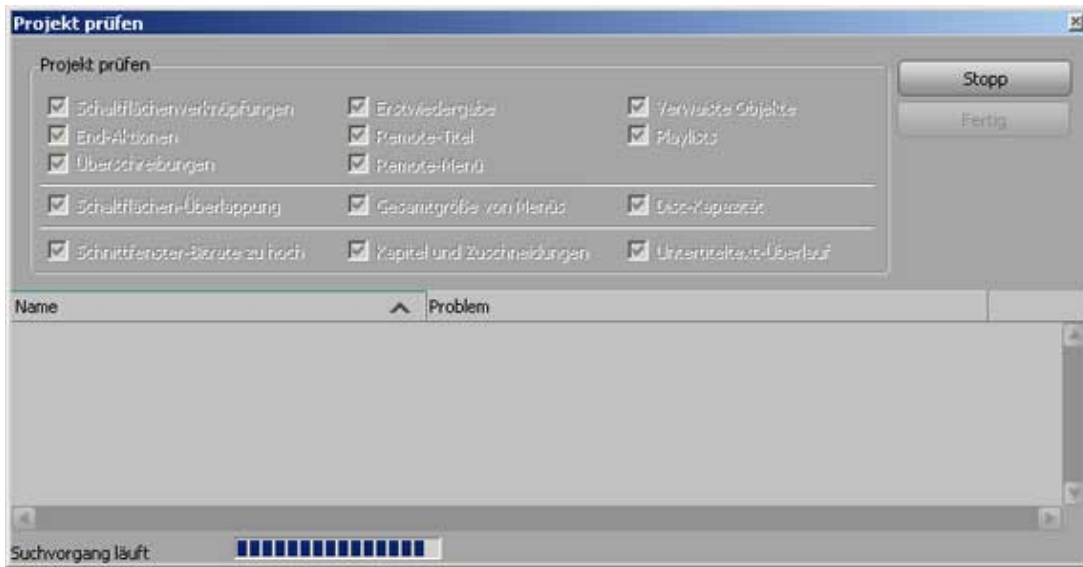 Projekt prüfen
Projekt prüfen
Stopp
Fertig
Schaltflächenverknüpfungen Erstwiedergabe Verwaiste Objekte
End-Aktionen Remote-Titel Playlists
Überschreibungen Remote-Menü
Schaltflächen-Überlappung Gesamtgröße von Menüs Disc-Kapazität
Schnittfenster-Bitrate zu hoch Kapitel und Zuschneidungen Untertiteltext-Überlauf
Name Problem
Suchvorgang läuft